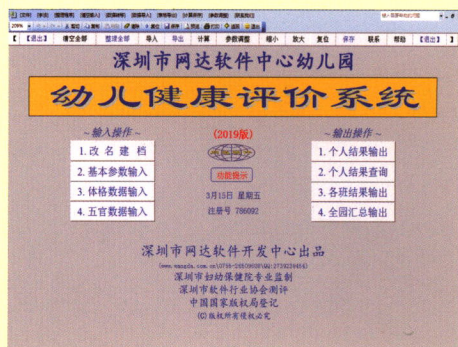 【退出】 清空全部 整理全部 导入 导出 计算 参数调整 缩小 放大 复位 保存 联系 帮助 【退出】
深圳市网达软件中心幼儿园
幼儿健康评价系统
～输入操作～
1.改 名 建 档
2.基本参数输入
3.体格数据输入
4.五官数据输入
(2019版)
功能提示
3月15日 星期五
注册号 786092
～输出操作～
1.个人结果输出
2.个人结果查询
3.各班结果输出
4.全园汇总输出
深圳市网达软件开发中心出品
深圳市妇幼保健院专业监制
深圳市软件行业协会测评
中国国家版权局登记
(C) 版权所有侵权必究